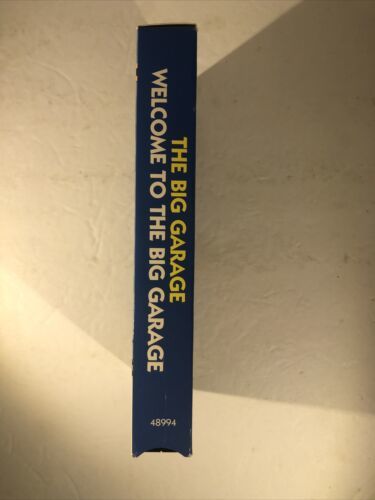 THE BIG GARAGE
WELCOME TO THE BIG GARAGE
48994